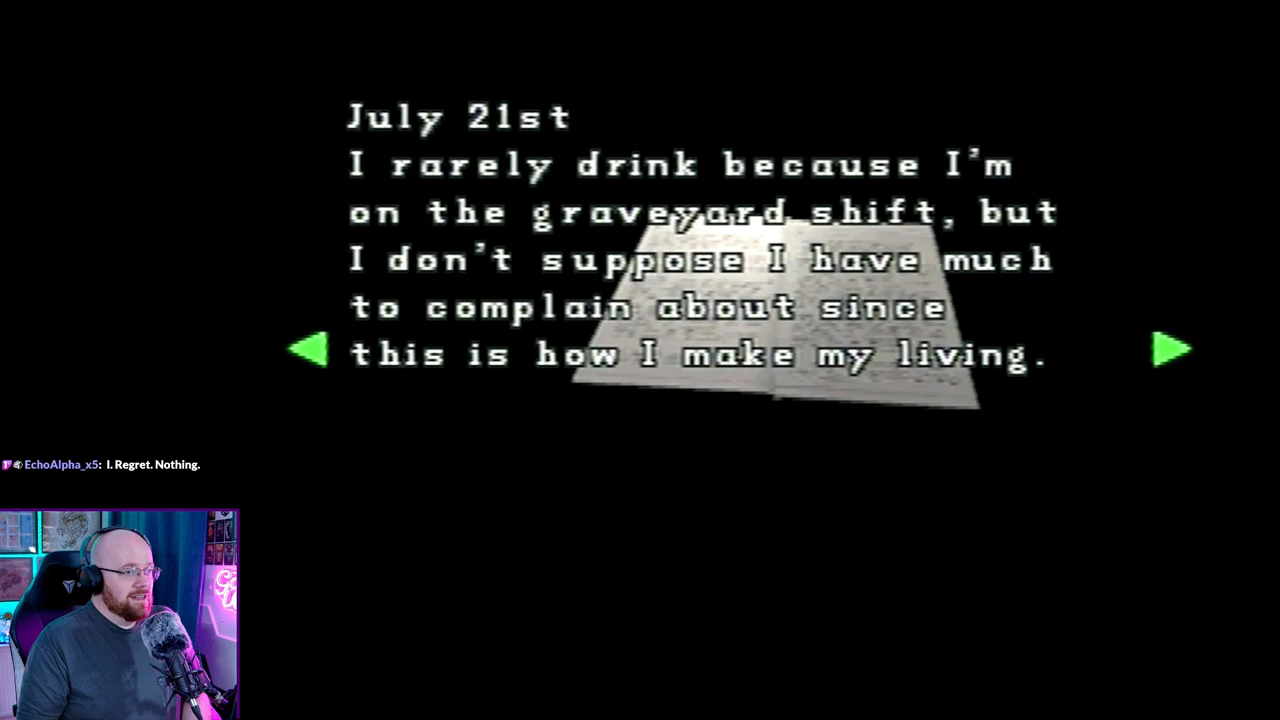 July 21st
I rarely drink because I'm
on the graveyard shift, but
I don't suppose I have much
to complain about since
this is how I make my living.
EchoAlpha_x5: I. Regret. Nothing.